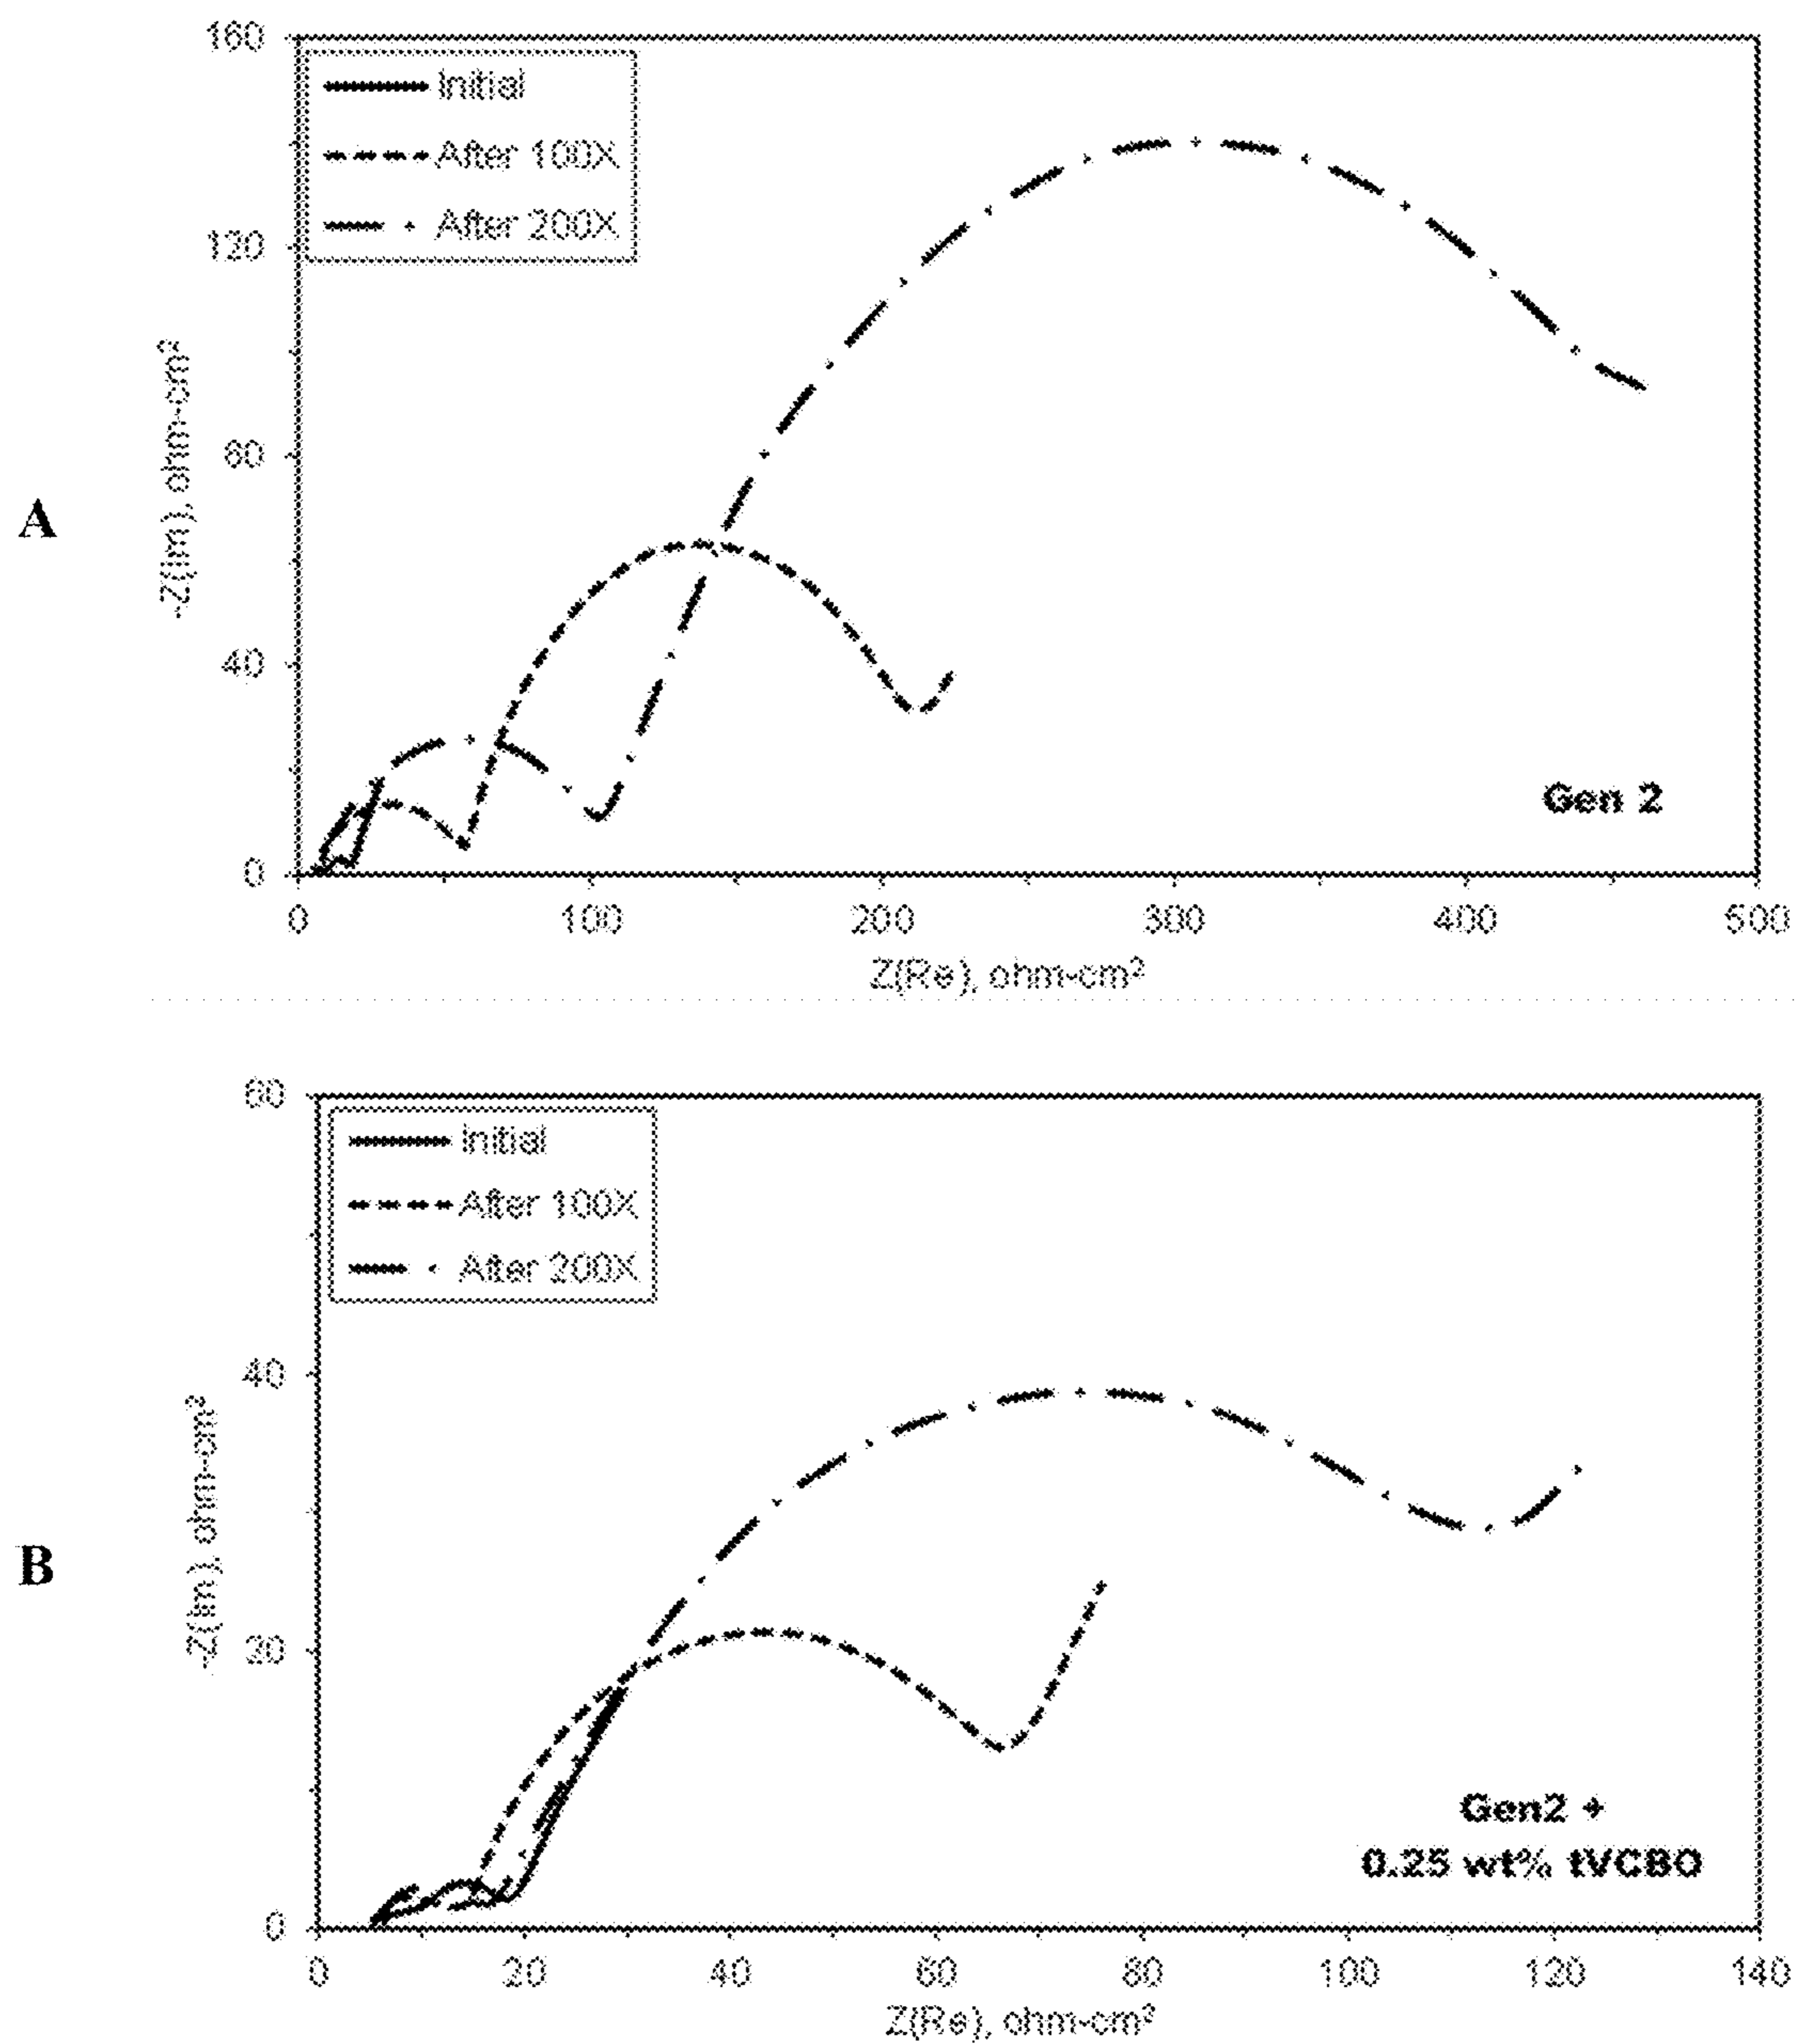 160
Initial
After 100X
After 200X
120
80
40
0
-Z(Im), ohm-cm²
A
Gen 2
0 100 200 300 400 500
Z(Re), ohm-cm²
60
Initial
After 100X
After 200X
40
20
0
-Z(Im), ohm-cm²
B
Gen2 +
0.25 wt% tVCBO
0 20 40 60 80 100 120 140
Z(Re), ohm-cm²